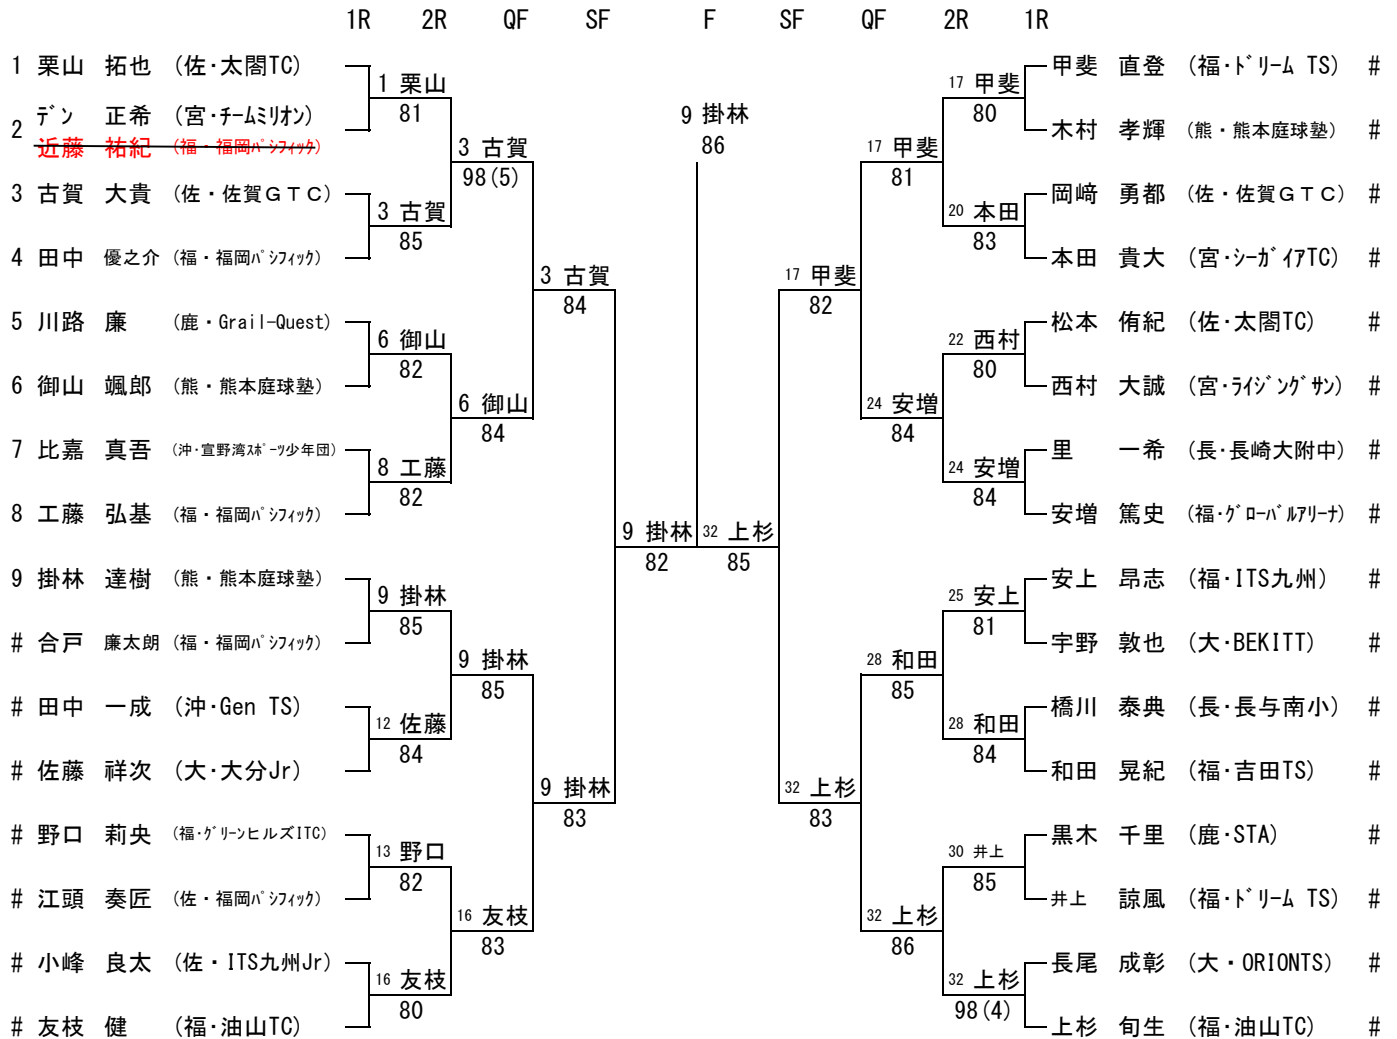 1R 2R QF SF F SF QF 2R 1R
1 栗山 拓也 (佐･太閤TC)
2 デン 正希 (宮･チームミリオン)
近藤 祐紀 (福・福岡パシフィック)
3 古賀 大貴 (佐・佐賀GTC)
4 田中 優之介 (福・福岡パシフィック)
5 川路 廉 (鹿・Grail-Quest)
6 御山 颯郎 (熊・熊本庭球塾)
7 比嘉 真吾 (沖･宜野湾スポーツ少年団)
8 工藤 弘基 (福・福岡パシフィック)
9 掛林 達樹 (熊・熊本庭球塾)
# 合戸 廉太朗 (福・福岡パシフィック)
# 田中 一成 (沖･Gen TS)
# 佐藤 祥次 (大･大分Jr)
# 野口 莉央 (福･グリーンヒルズITC)
# 江頭 奏匠 (佐・福岡パシフィック)
# 小峰 良太 (佐・ITS九州Jr)
# 友枝 健 (福･油山TC)
1 栗山
81
3 古賀
85
6 御山
82
8 工藤
82
9 掛林
85
12 佐藤
84
13 野口
82
16 友枝
80
3 古賀
98(5)
6 御山
84
9 掛林
85
16 友枝
83
3 古賀
84
9 掛林
83
9 掛林
82
9 掛林
86
32 上杉
85
17 甲斐
82
32 上杉
83
17 甲斐
81
24 安増
84
28 和田
85
32 上杉
86
17 甲斐
80
20 本田
83
22 西村
80
24 安増
84
25 安上
81
28 和田
84
30 井上
85
32 上杉
98(4)
甲斐 直登 (福･ドリーム TS) #
木村 孝輝 (熊・熊本庭球塾) #
岡﨑 勇都 (佐・佐賀GTC) #
本田 貴大 (宮･シーガイアTC) #
松本 侑紀 (佐･太閤TC) #
西村 大誠 (宮･ライジングサン) #
里 一希 (長・長崎大附中) #
安増 篤史 (福･グローバルアリーナ) #
安上 昂志 (福･ITS九州) #
宇野 敦也 (大･BEKITT) #
橋川 泰典 (長・長与南小) #
和田 晃紀 (福･吉田TS) #
黒木 千里 (鹿･STA) #
井上 諒風 (福･ドリーム TS) #
長尾 成彰 (大・ORIONTS) #
上杉 旬生 (福･油山TC) #